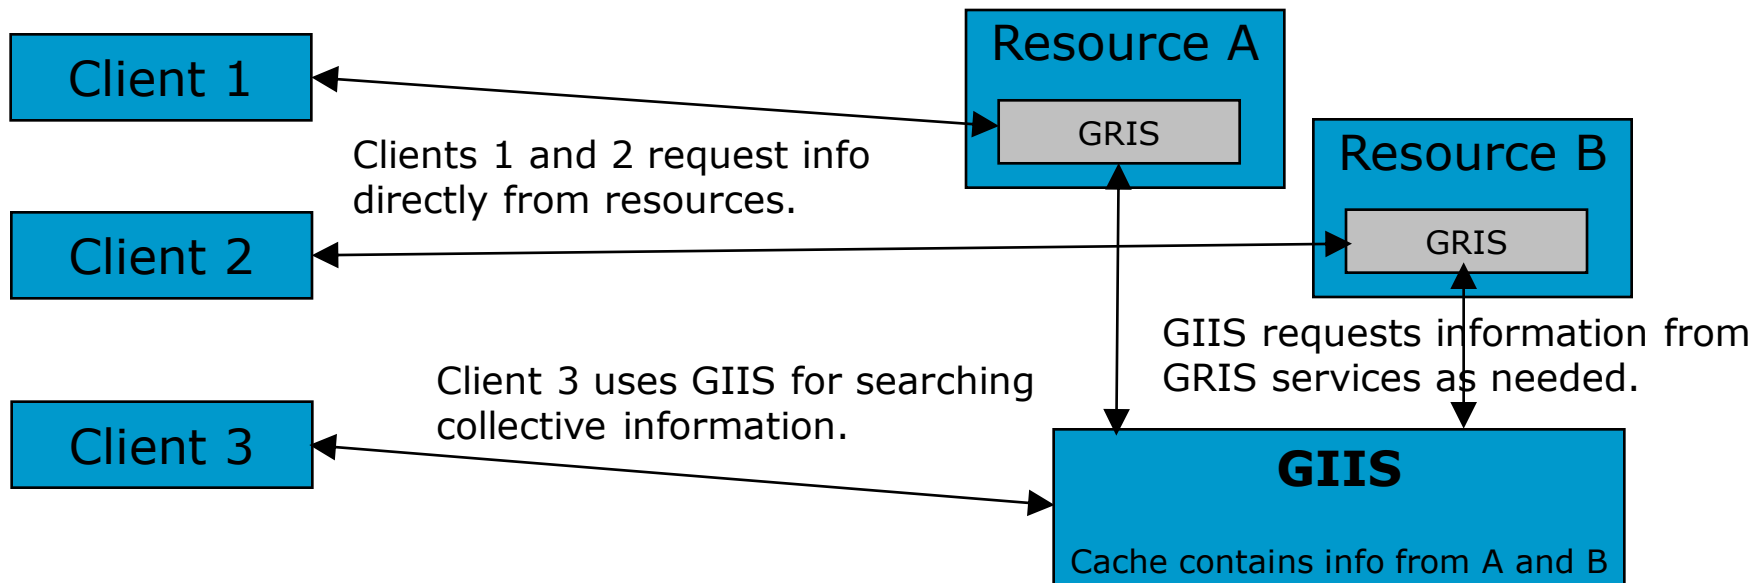 Resource A
Client 1
GRIS
Clients 1 and 2 request info
directly from resources.
Resource B
Client 2
GRIS
GIIS requests information from
GRIS services as needed.
Client 3 uses GIIS for searching
collective information.
Client 3
GIIS
Cache contains info from A and B